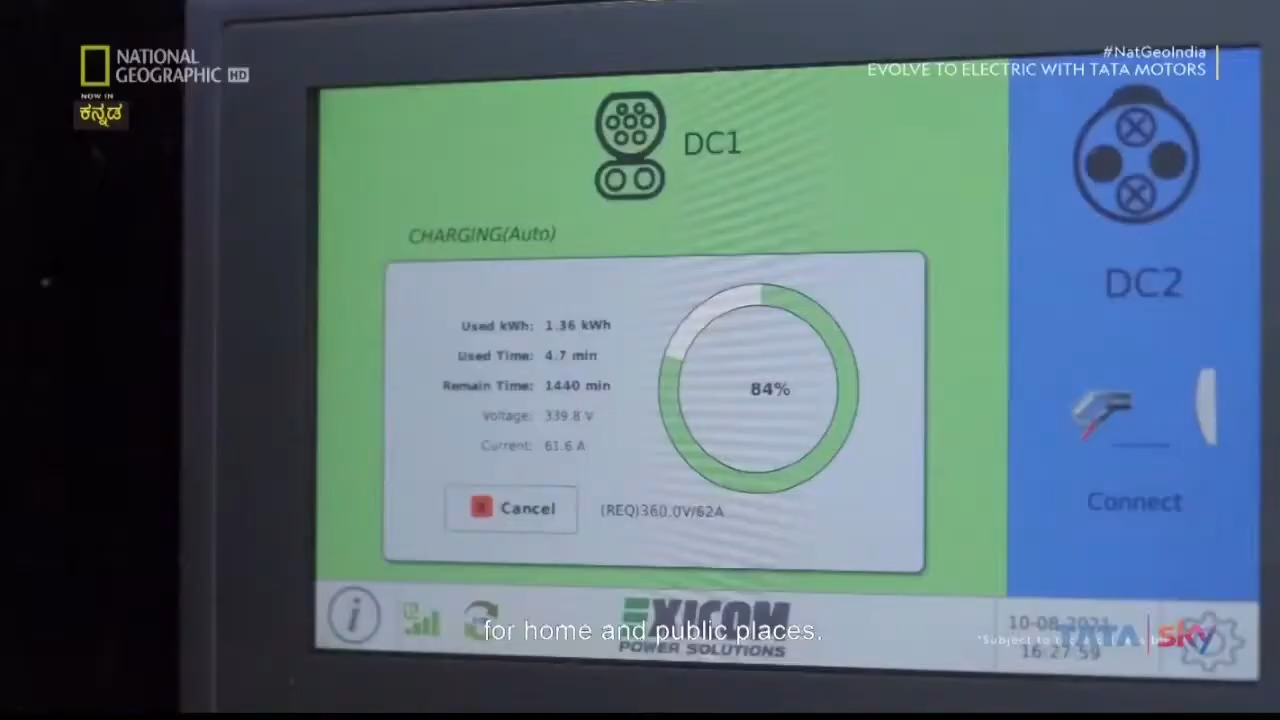 NATIONAL
GEOGRAPHIC HD
NOW IN
ಕನ್ನಡ
#NatGeoIndia
EVOLVE TO ELECTRIC WITH TATA MOTORS
DC1
CHARGING(Auto)
Used kWh: 1.36 kWh
Used Time: 4.7 min
Remain Time: 1440 min
Voltage: 339.8 V
Current: 61.6 A
84%
Cancel
(REQ)360.0V/62A
DC2
Connect
i
EXICOM
POWER SOLUTIONS
for home and public places.
10-08-2021
16:27:59
*Subject to
TATA sky